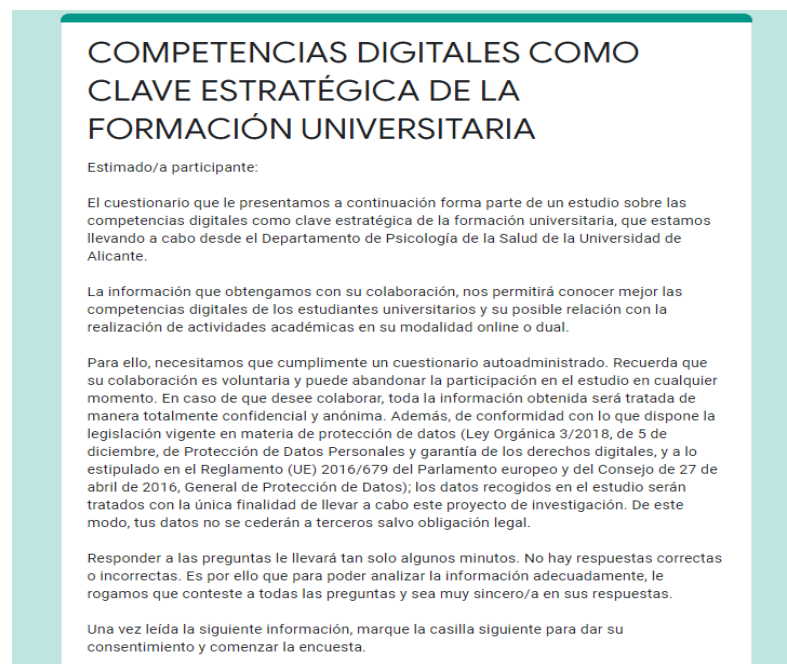 COMPETENCIAS DIGITALES COMO
CLAVE ESTRATÉGICA DE LA
FORMACIÓN UNIVERSITARIA
Estimado/a participante:
El cuestionario que le presentamos a continuación forma parte de un estudio sobre las
competencias digitales como clave estratégica de la formación universitaria, que estamos
llevando a cabo desde el Departamento de Psicología de la Salud de la Universidad de
Alicante.
La información que obtengamos con su colaboración, nos permitirá conocer mejor las
competencias digitales de los estudiantes universitarios y su posible relación con la
realización de actividades académicas en su modalidad online o dual.
Para ello, necesitamos que cumplimente un cuestionario autoadministrado. Recuerda que
su colaboración es voluntaria y puede abandonar la participación en el estudio en cualquier
momento. En caso de que desee colaborar, toda la información obtenida será tratada de
manera totalmente confidencial y anónima. Además, de conformidad con lo que dispone la
legislación vigente en materia de protección de datos (Ley Orgánica 3/2018, de 5 de
diciembre, de Protección de Datos Personales y garantía de los derechos digitales, y a lo
estipulado en el Reglamento (UE) 2016/679 del Parlamento europeo y del Consejo de 27 de
abril de 2016, General de Protección de Datos); los datos recogidos en el estudio serán
tratados con la única finalidad de llevar a cabo este proyecto de investigación. De este
modo, tus datos no se cederán a terceros salvo obligación legal.
Responder a las preguntas le llevará tan solo algunos minutos. No hay respuestas correctas
o incorrectas. Es por ello que para poder analizar la información adecuadamente, le
rogamos que conteste a todas las preguntas y sea muy sincero/a en sus respuestas.
Una vez leída la siguiente información, marque la casilla siguiente para dar su
consentimiento y comenzar la encuesta.